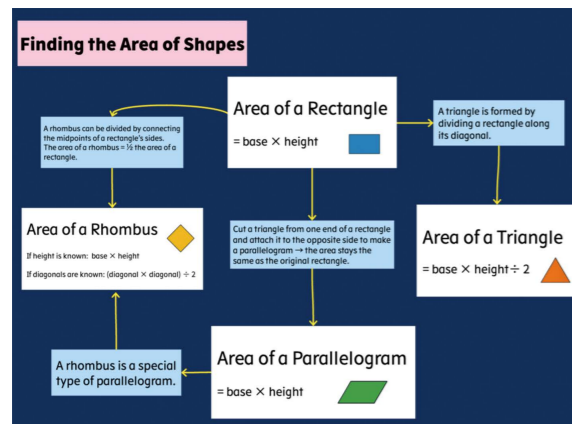 Finding the Area of Shapes
Area of a Rectangle
= base × height
A rhombus can be divided by connecting
the midpoints of a rectangle's sides.
The area of a rhombus = ½ the area of a
rectangle.
A triangle is formed by
dividing a rectangle along
its diagonal.
Area of a Rhombus
If height is known: base × height
If diagonals are known: (diagonal × diagonal) ÷ 2
Cut a triangle from one end of a rectangle
and attach it to the opposite side to make
a parallelogram → the area stays the
same as the original rectangle.
Area of a Triangle
= base × height ÷ 2
A rhombus is a special
type of parallelogram.
Area of a Parallelogram
= base × height